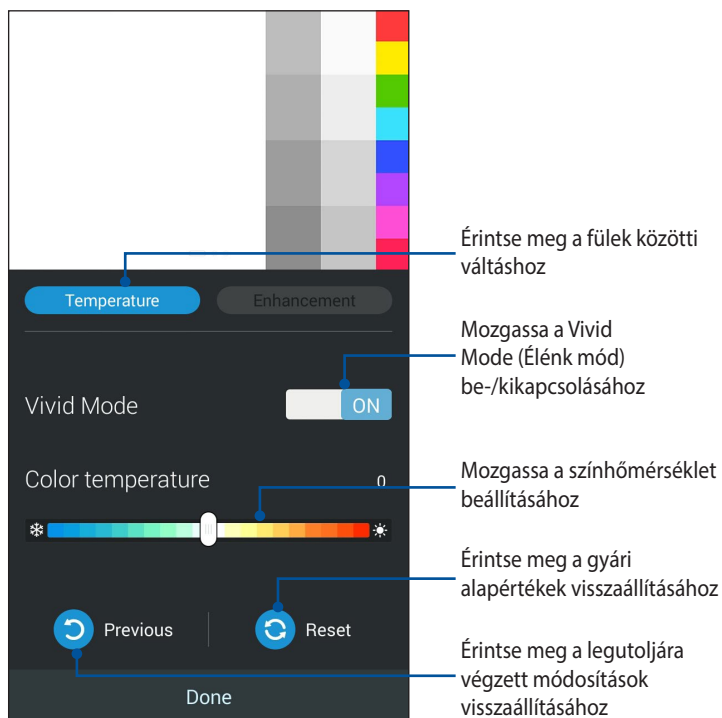 Temperature
Enhancement
Vivid Mode
ON
Color temperature
0
Previous
Reset
Done
Érintse meg a fülek közötti
váltáshoz
Mozgassa a Vivid
Mode (Élénk mód)
be-/kikapcsolásához
Mozgassa a színhőmérséklet
beállításához
Érintse meg a gyári
alapértékek visszaállításához
Érintse meg a legutoljára
végzett módosítások
visszaállításához